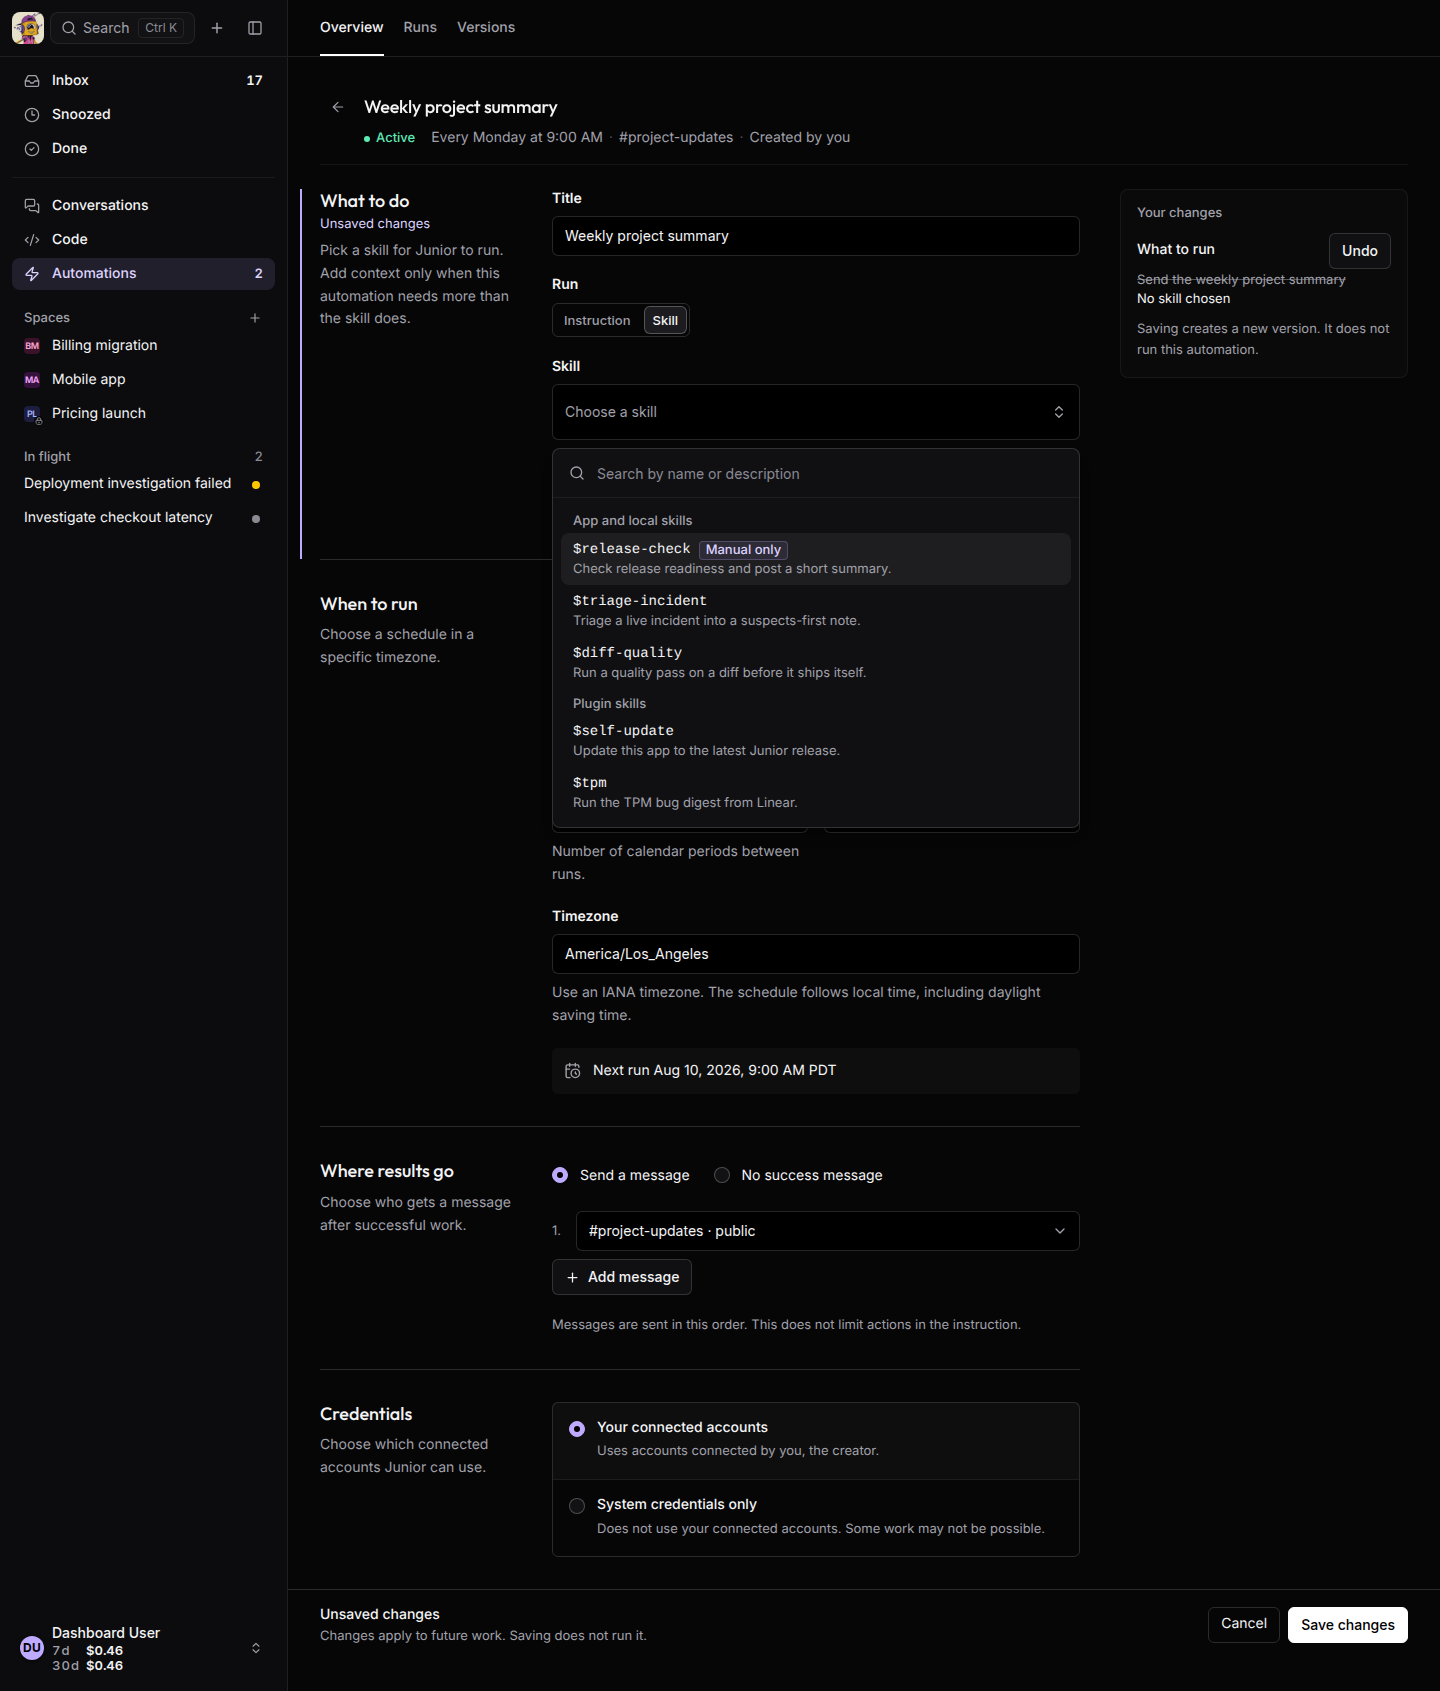 Search Ctrl K
Inbox 17
Snoozed
Done
Conversations
Code
Automations 2
Spaces
BM Billing migration
MA Mobile app
PL Pricing launch
In flight 2
Deployment investigation failed
Investigate checkout latency
DU Dashboard User
7d $0.46
30d $0.46
Overview Runs Versions
Weekly project summary
Active Every Monday at 9:00 AM · #project-updates · Created by you
What to do
Unsaved changes
Pick a skill for Junior to run.
Add context only when this
automation needs more than
the skill does.
Title
Weekly project summary
Run
Instruction Skill
Skill
Choose a skill
Search by name or description
App and local skills
$release-check Manual only
Check release readiness and post a short summary.
$triage-incident
Triage a live incident into a suspects-first note.
$diff-quality
Run a quality pass on a diff before it ships itself.
Plugin skills
$self-update
Update this app to the latest Junior release.
$tpm
Run the TPM bug digest from Linear.
Your changes
What to run Undo
Send the weekly project summary
No skill chosen
Saving creates a new version. It does not
run this automation.
When to run
Choose a schedule in a
specific timezone.
Number of calendar periods between
runs.
Timezone
America/Los_Angeles
Use an IANA timezone. The schedule follows local time, including daylight
saving time.
Next run Aug 10, 2026, 9:00 AM PDT
Where results go
Choose who gets a message
after successful work.
Send a message No success message
1. #project-updates · public
Add message
Messages are sent in this order. This does not limit actions in the instruction.
Credentials
Choose which connected
accounts Junior can use.
Your connected accounts
Uses accounts connected by you, the creator.
System credentials only
Does not use your connected accounts. Some work may not be possible.
Unsaved changes
Changes apply to future work. Saving does not run it.
Cancel Save changes